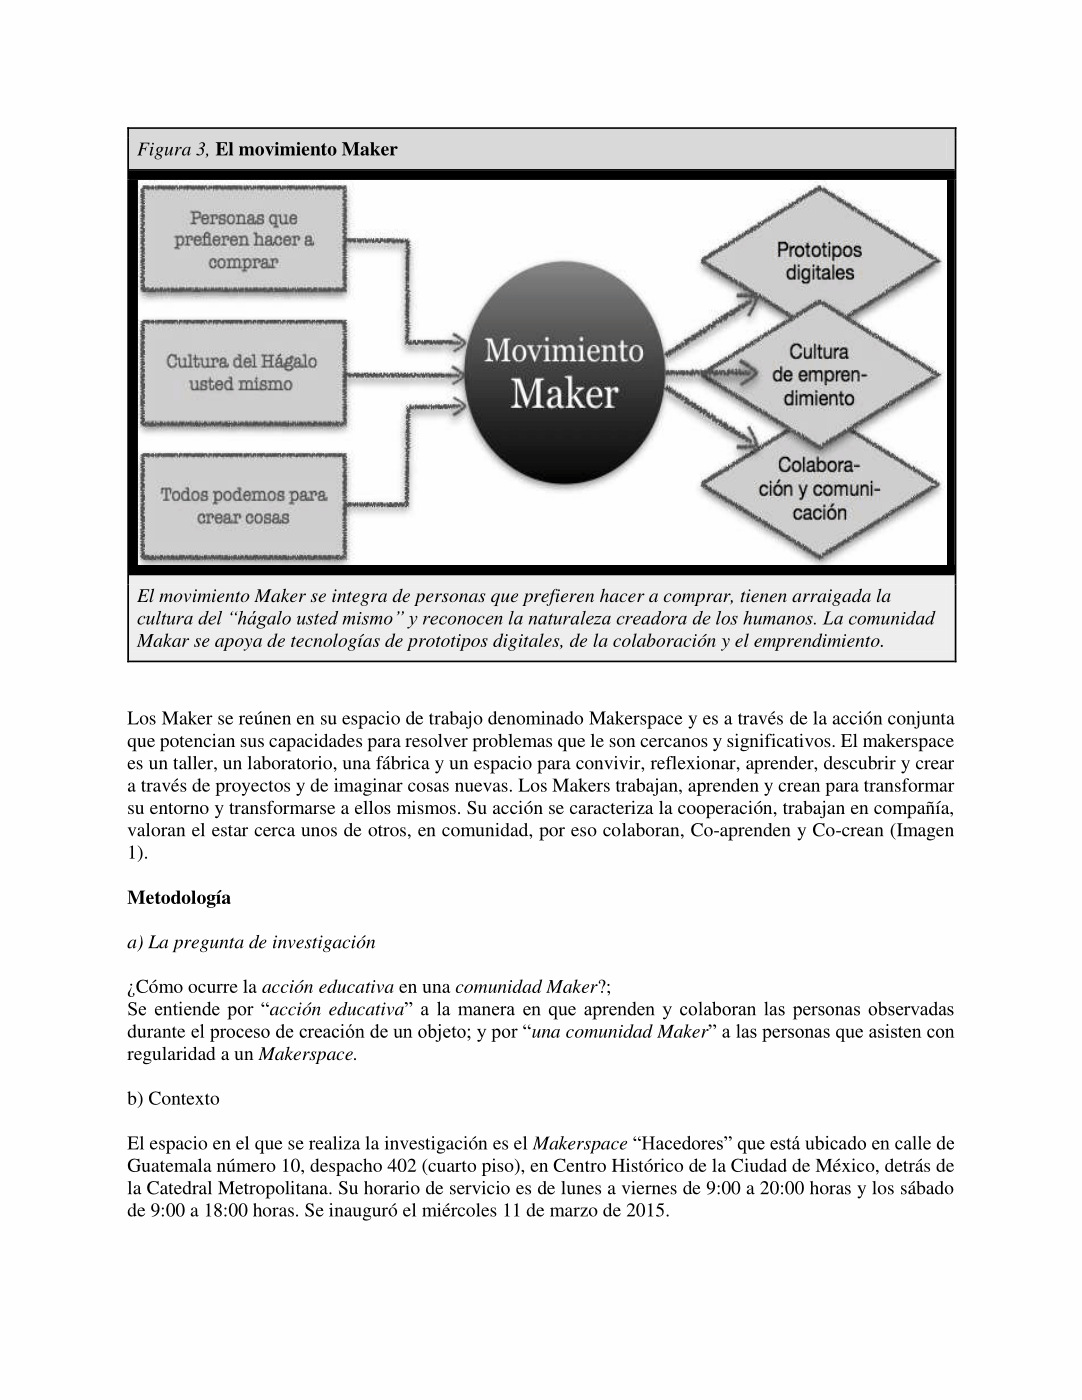 Figura 3, El movimiento Maker
Personas que
prefieren hacer a
comprar
Cultura del Hágalo
usted mismo
Todos podemos para
crear cosas
Movimiento
Maker
Prototipos
digitales
Cultura
de empren-
dimiento
Colabora-
ción y comuni-
cación
El movimiento Maker se integra de personas que prefieren hacer a comprar, tienen arraigada la
cultura del “hágalo usted mismo” y reconocen la naturaleza creadora de los humanos. La comunidad
Makar se apoya de tecnologías de prototipos digitales, de la colaboración y el emprendimiento.
Los Maker se reúnen en su espacio de trabajo denominado Makerspace y es a través de la acción conjunta
que potencian sus capacidades para resolver problemas que le son cercanos y significativos. El makerspace
es un taller, un laboratorio, una fábrica y un espacio para convivir, reflexionar, aprender, descubrir y crear
a través de proyectos y de imaginar cosas nuevas. Los Makers trabajan, aprenden y crean para transformar
su entorno y transformarse a ellos mismos. Su acción se caracteriza la cooperación, trabajan en compañía,
valoran el estar cerca unos de otros, en comunidad, por eso colaboran, Co-aprenden y Co-crean (Imagen
1).
Metodología
a) La pregunta de investigación
¿Cómo ocurre la acción educativa en una comunidad Maker?;
Se entiende por “acción educativa” a la manera en que aprenden y colaboran las personas observadas
durante el proceso de creación de un objeto; y por “una comunidad Maker” a las personas que asisten con
regularidad a un Makerspace.
b) Contexto
El espacio en el que se realiza la investigación es el Makerspace “Hacedores” que está ubicado en calle de
Guatemala número 10, despacho 402 (cuarto piso), en Centro Histórico de la Ciudad de México, detrás de
la Catedral Metropolitana. Su horario de servicio es de lunes a viernes de 9:00 a 20:00 horas y los sábado
de 9:00 a 18:00 horas. Se inauguró el miércoles 11 de marzo de 2015.